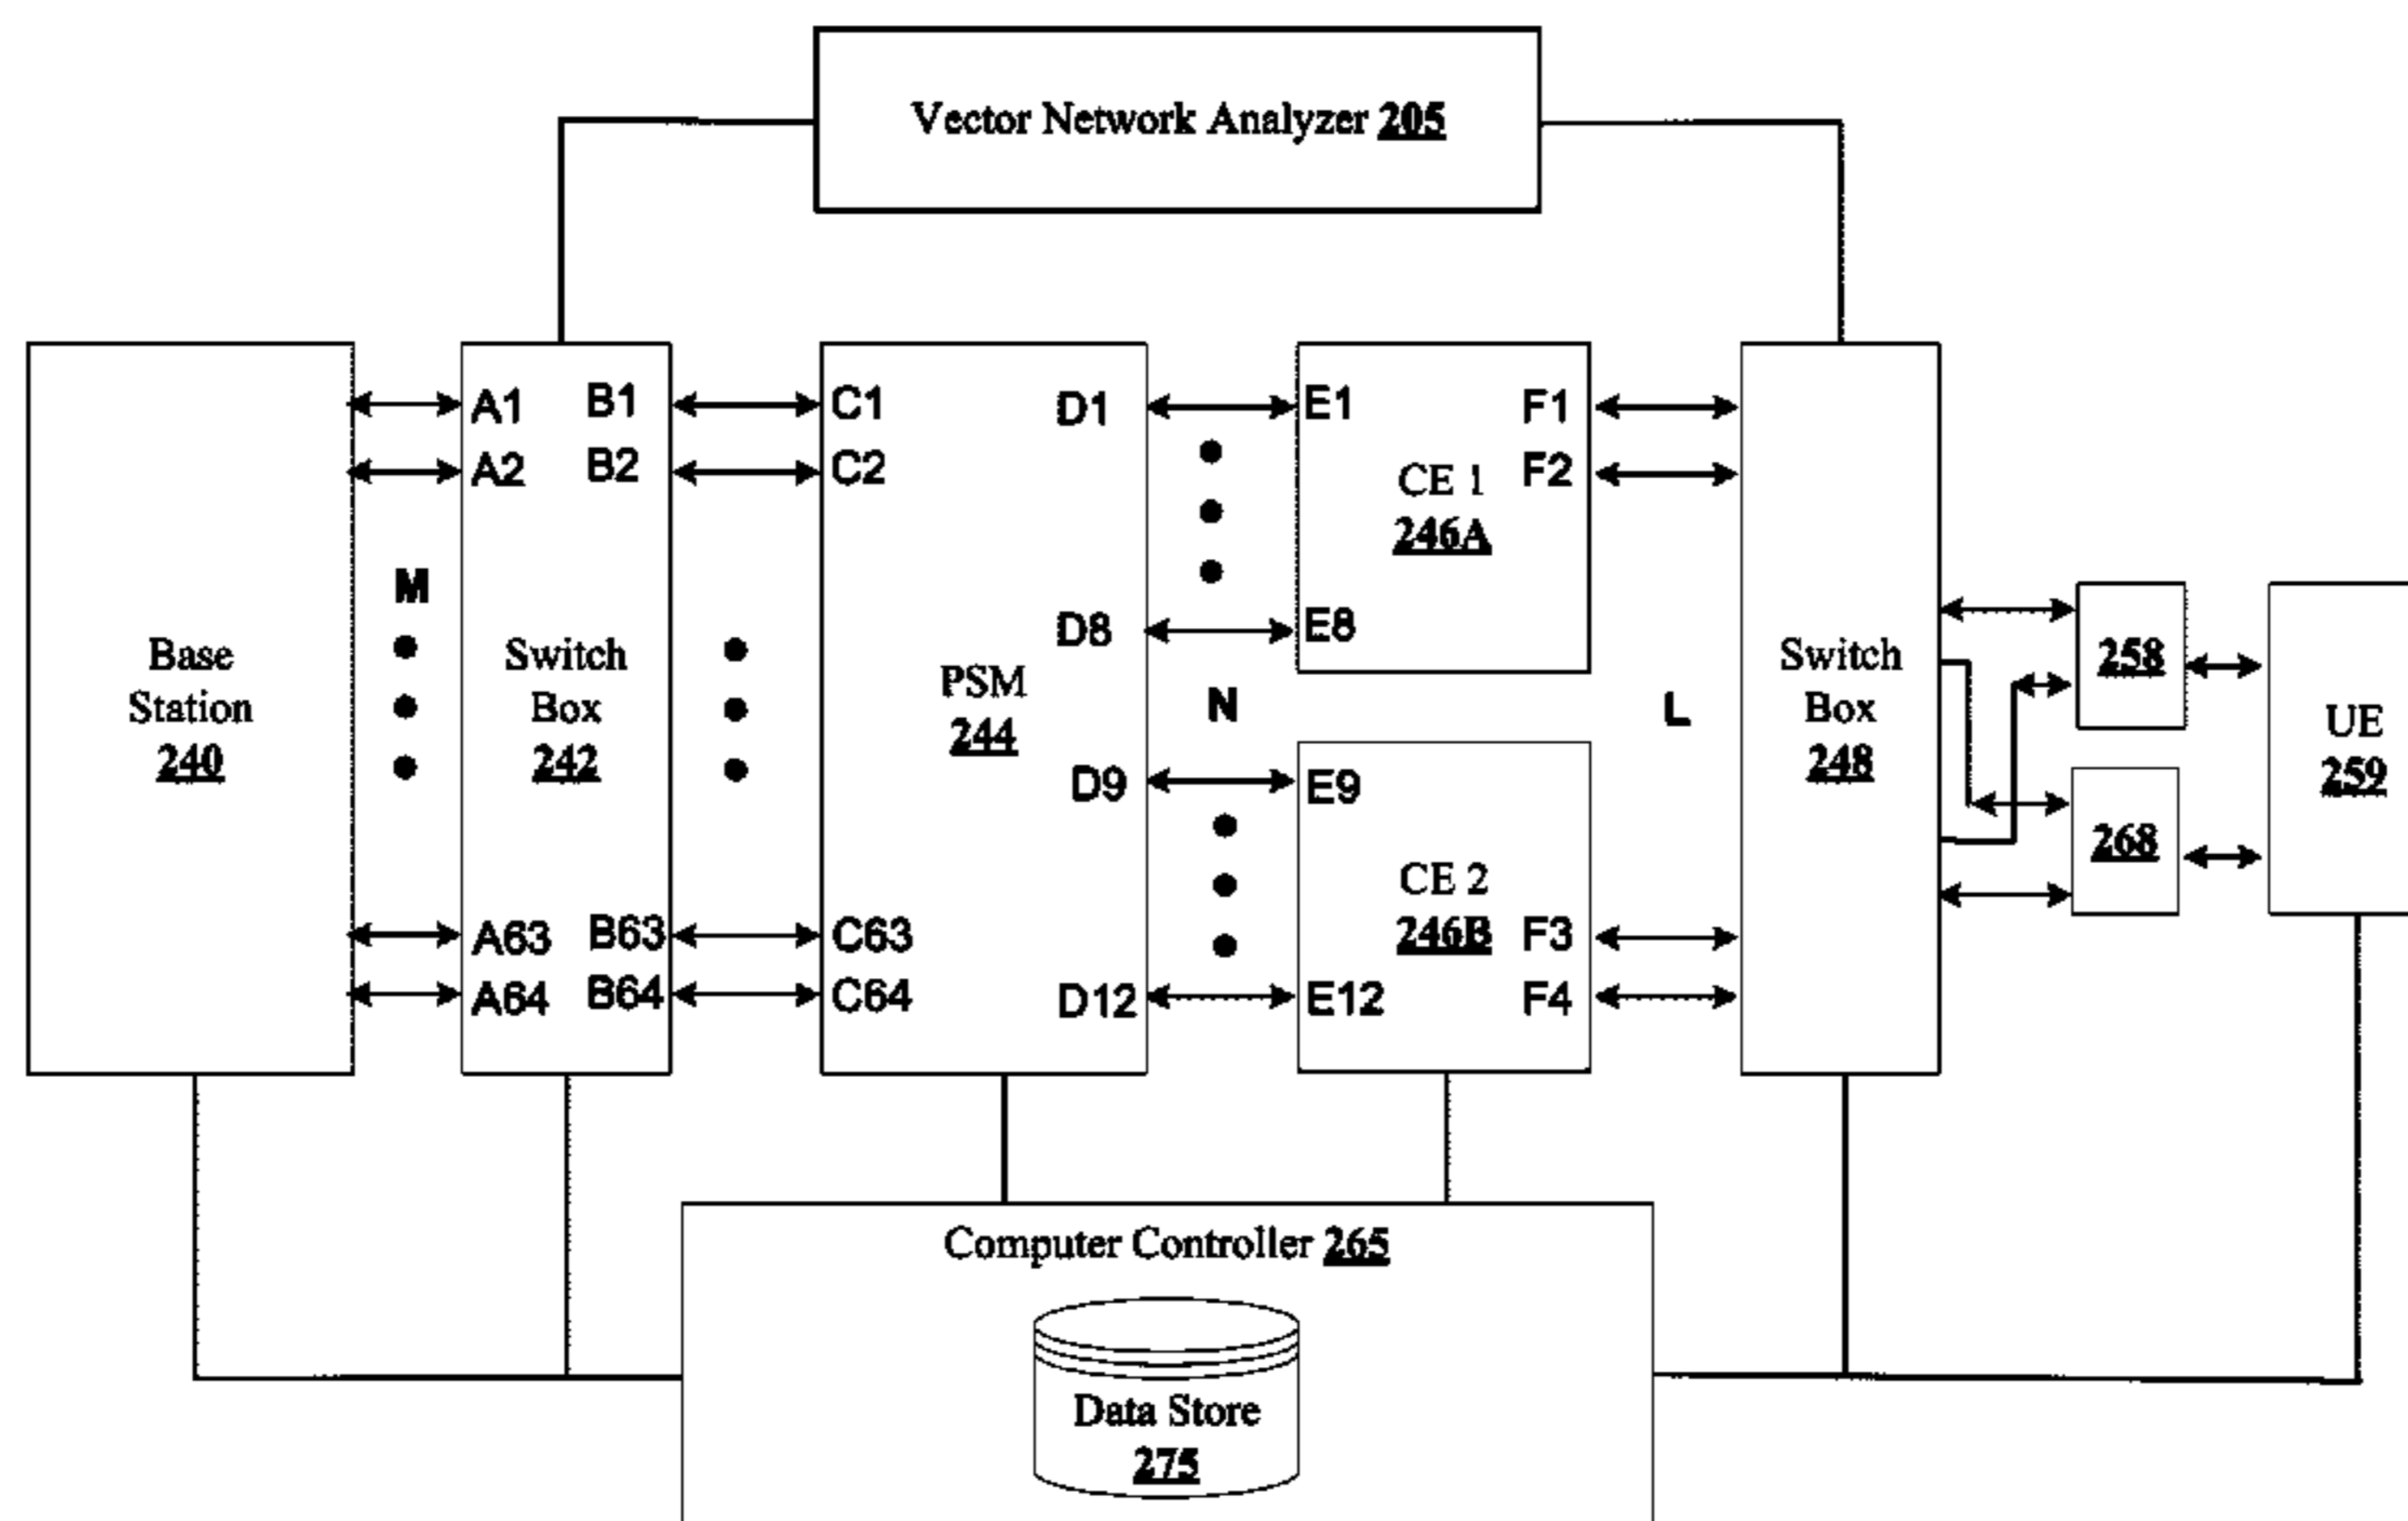 Vector Network Analyzer 205
A1
B1
C1
D1
E1
F1
A2
B2
C2
F2
CE 1
246A
M
D8
E8
Base
Station
240
Switch
Box
242
PSM
244
N
L
Switch
Box
248
258
UE
259
D9
E9
268
CE 2
246B
A63
B63
C63
F3
A64
B64
C64
D12
E12
F4
Computer Controller 265
Data Store
275